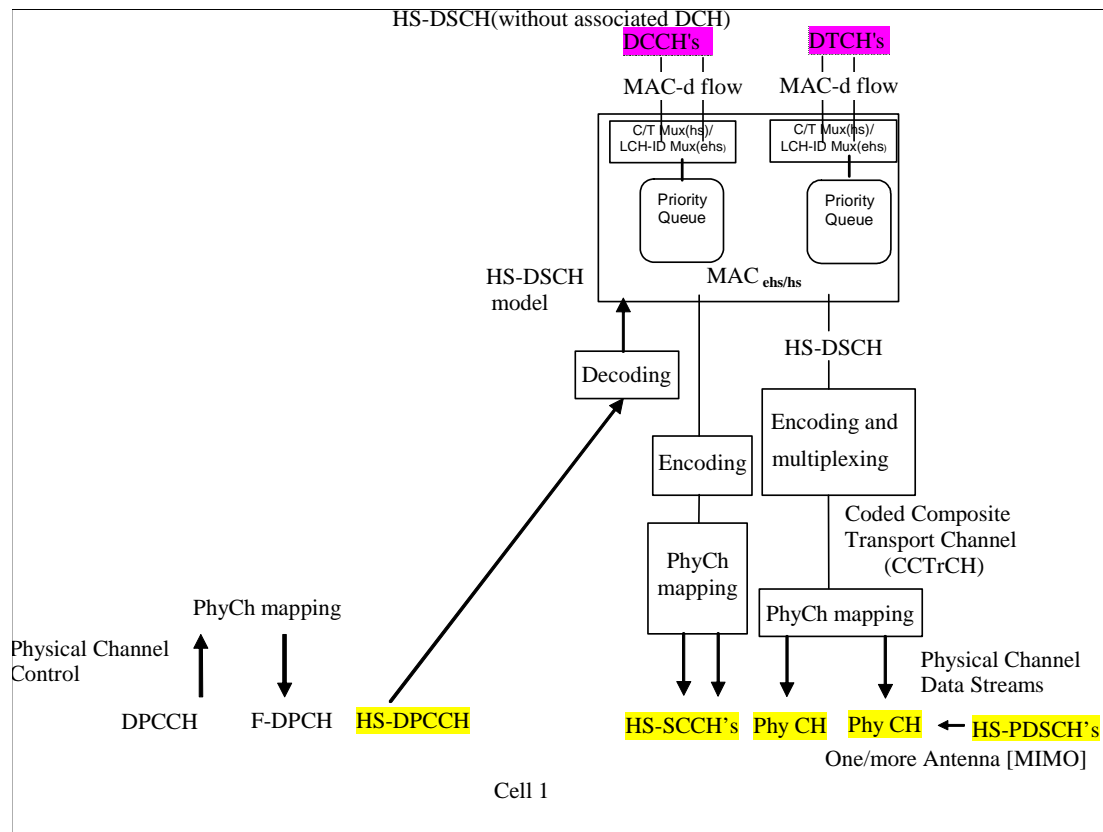 HS-DSCH(without associated DCH)
DCCH's
DTCH's
MAC-d flow
MAC-d flow
C/T Mux(hs)/
LCH-ID Mux(ehs)
C/T Mux(hs)/
LCH-ID Mux(ehs)
Priority
Queue
Priority
Queue
MAC ehs/hs
HS-DSCH
model
HS-DSCH
Decoding
Encoding and
multiplexing
Encoding
Coded Composite
Transport Channel
(CCTrCH)
PhyCh
mapping
PhyCh mapping
PhyCh mapping
Physical Channel
Control
Physical Channel
Data Streams
DPCCH
F-DPCH
HS-DPCCH
HS-SCCH’s
Phy CH
Phy CH
HS-PDSCH’s
One/more Antenna [MIMO]
Cell 1